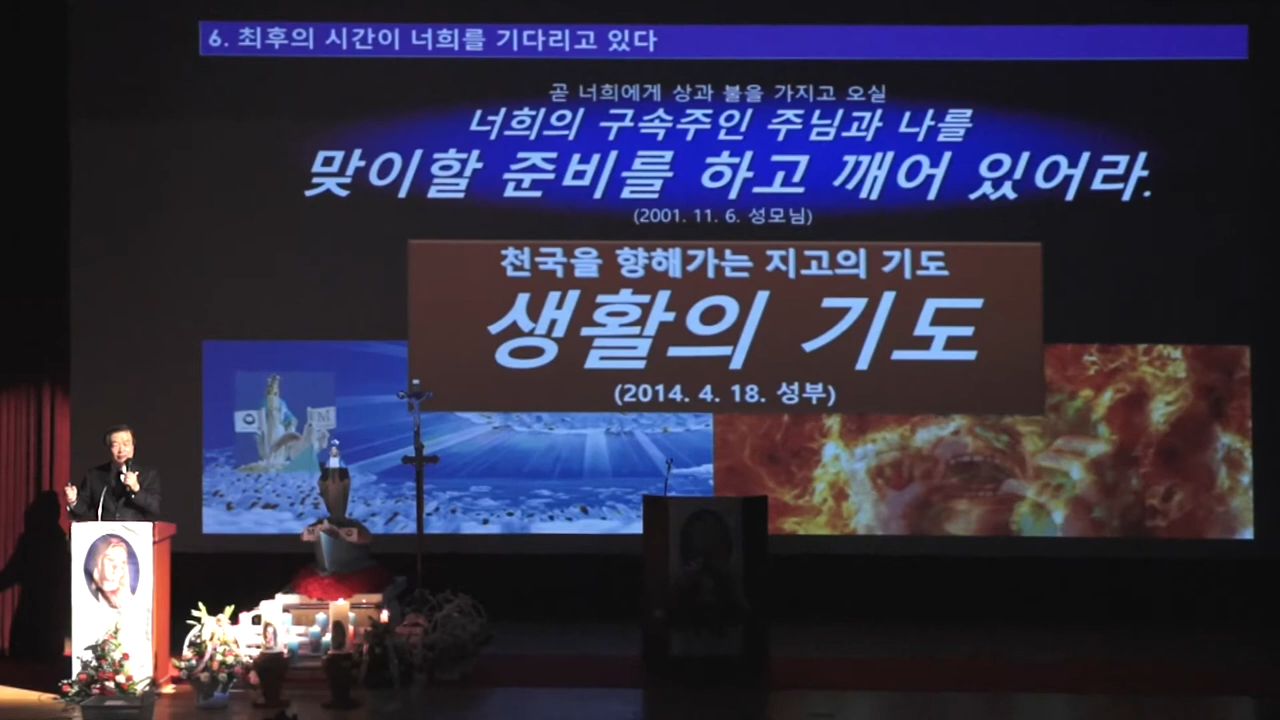 6. 최후의 시간이 너희를 기다리고 있다
곧 너희에게 상과 불을 가지고 오실
너희의 구속주인 주님과 나를
맞이할 준비를 하고 깨어 있어라.
(2001. 11. 6. 성모님)
천국을 향해가는 지고의 기도
생활의 기도
(2014. 4. 18. 성부)
M